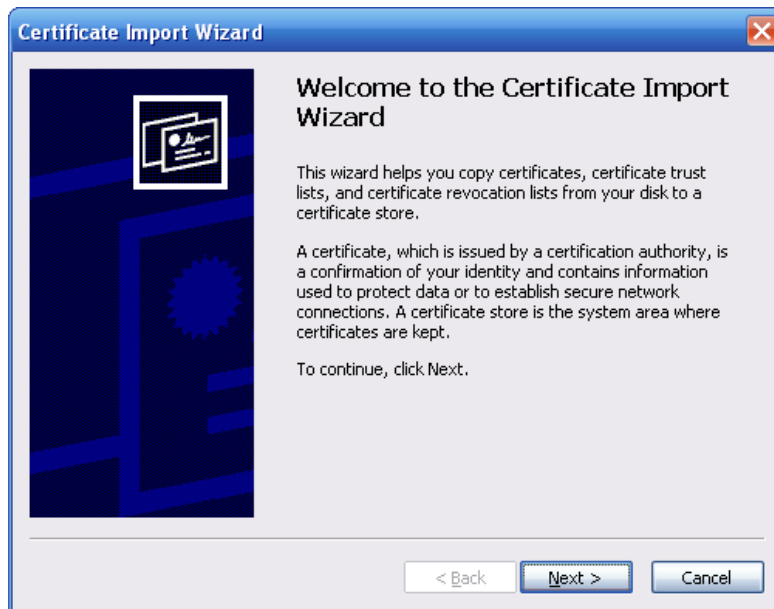 Certificate Import Wizard
Welcome to the Certificate Import
Wizard
This wizard helps you copy certificates, certificate trust
lists, and certificate revocation lists from your disk to a
certificate store.
A certificate, which is issued by a certification authority, is
a confirmation of your identity and contains information
used to protect data or to establish secure network
connections. A certificate store is the system area where
certificates are kept.
To continue, click Next.
< Back Next > Cancel